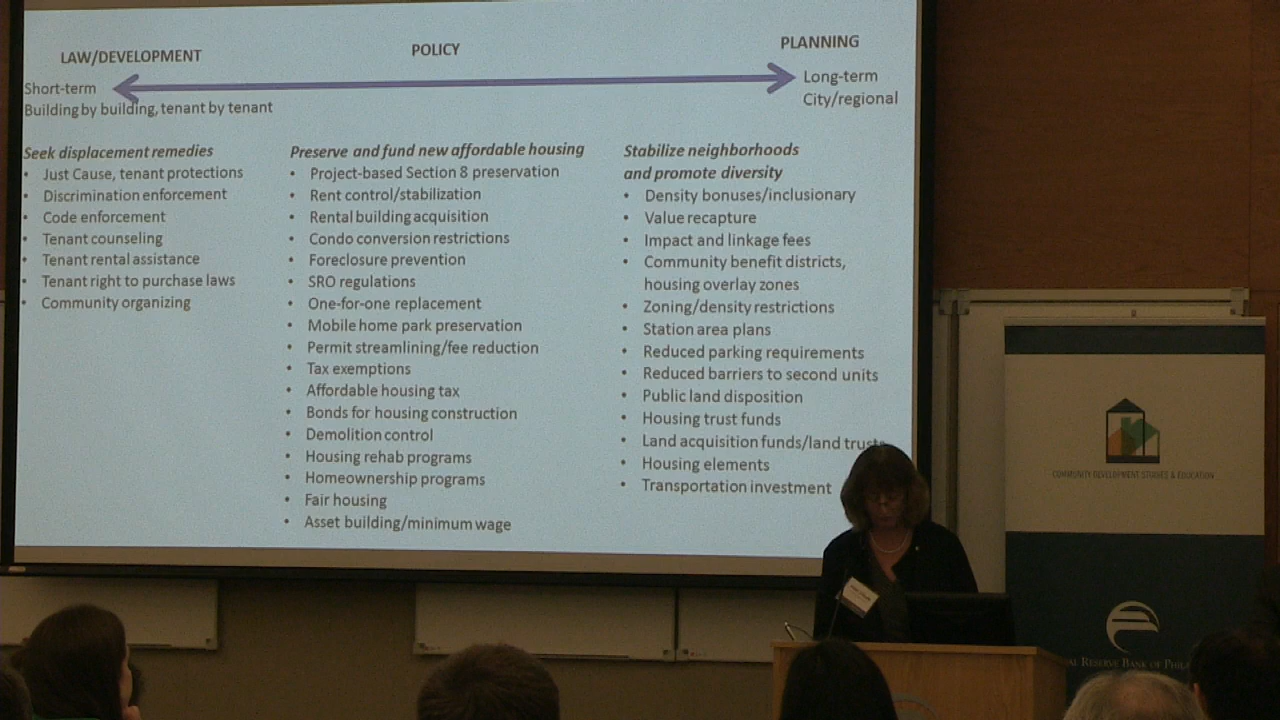 LAW/DEVELOPMENT
POLICY
PLANNING
Short-term
Building by building, tenant by tenant
Long-term
City/regional
Seek displacement remedies
• Just Cause, tenant protections
• Discrimination enforcement
• Code enforcement
• Tenant counseling
• Tenant rental assistance
• Tenant right to purchase laws
• Community organizing
Preserve and fund new affordable housing
• Project-based Section 8 preservation
• Rent control/stabilization
• Rental building acquisition
• Condo conversion restrictions
• Foreclosure prevention
• SRO regulations
• One-for-one replacement
• Mobile home park preservation
• Permit streamlining/fee reduction
• Tax exemptions
• Affordable housing tax
• Bonds for housing construction
• Demolition control
• Housing rehab programs
• Homeownership programs
• Fair housing
• Asset building/minimum wage
Stabilize neighborhoods
and promote diversity
• Density bonuses/inclusionary
• Value recapture
• Impact and linkage fees
• Community benefit districts,
housing overlay zones
• Zoning/density restrictions
• Station area plans
• Reduced parking requirements
• Reduced barriers to second units
• Public land disposition
• Housing trust funds
• Land acquisition funds/land trusts
• Housing elements
• Transportation investment
COMMUNITY DEVELOPMENT STUDIES & EDUCATION
RESERVE BANK OF